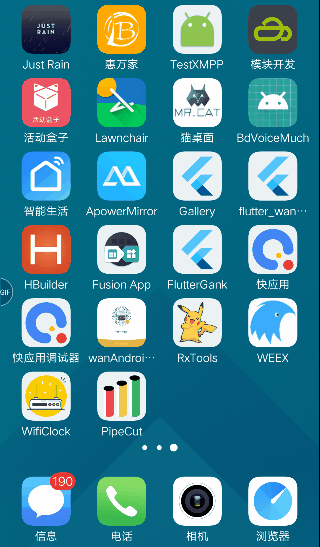 JUST
RAIN
Just Rain
惠万家
TestXMPP
模块开发
活动盒子
活动盒子
Lawnchair
MR.CAT
猫桌面
BdVoiceMuch
智能生活
ApowerMirror
Gallery
flutter_wan…
HBuilder
Fusion App
FlutterGank
快应用
GIF
快应用调试器
wanAndroi…
RxTools
WEEX
WifiClock
PipeCut
190
信息
电话
相机
浏览器